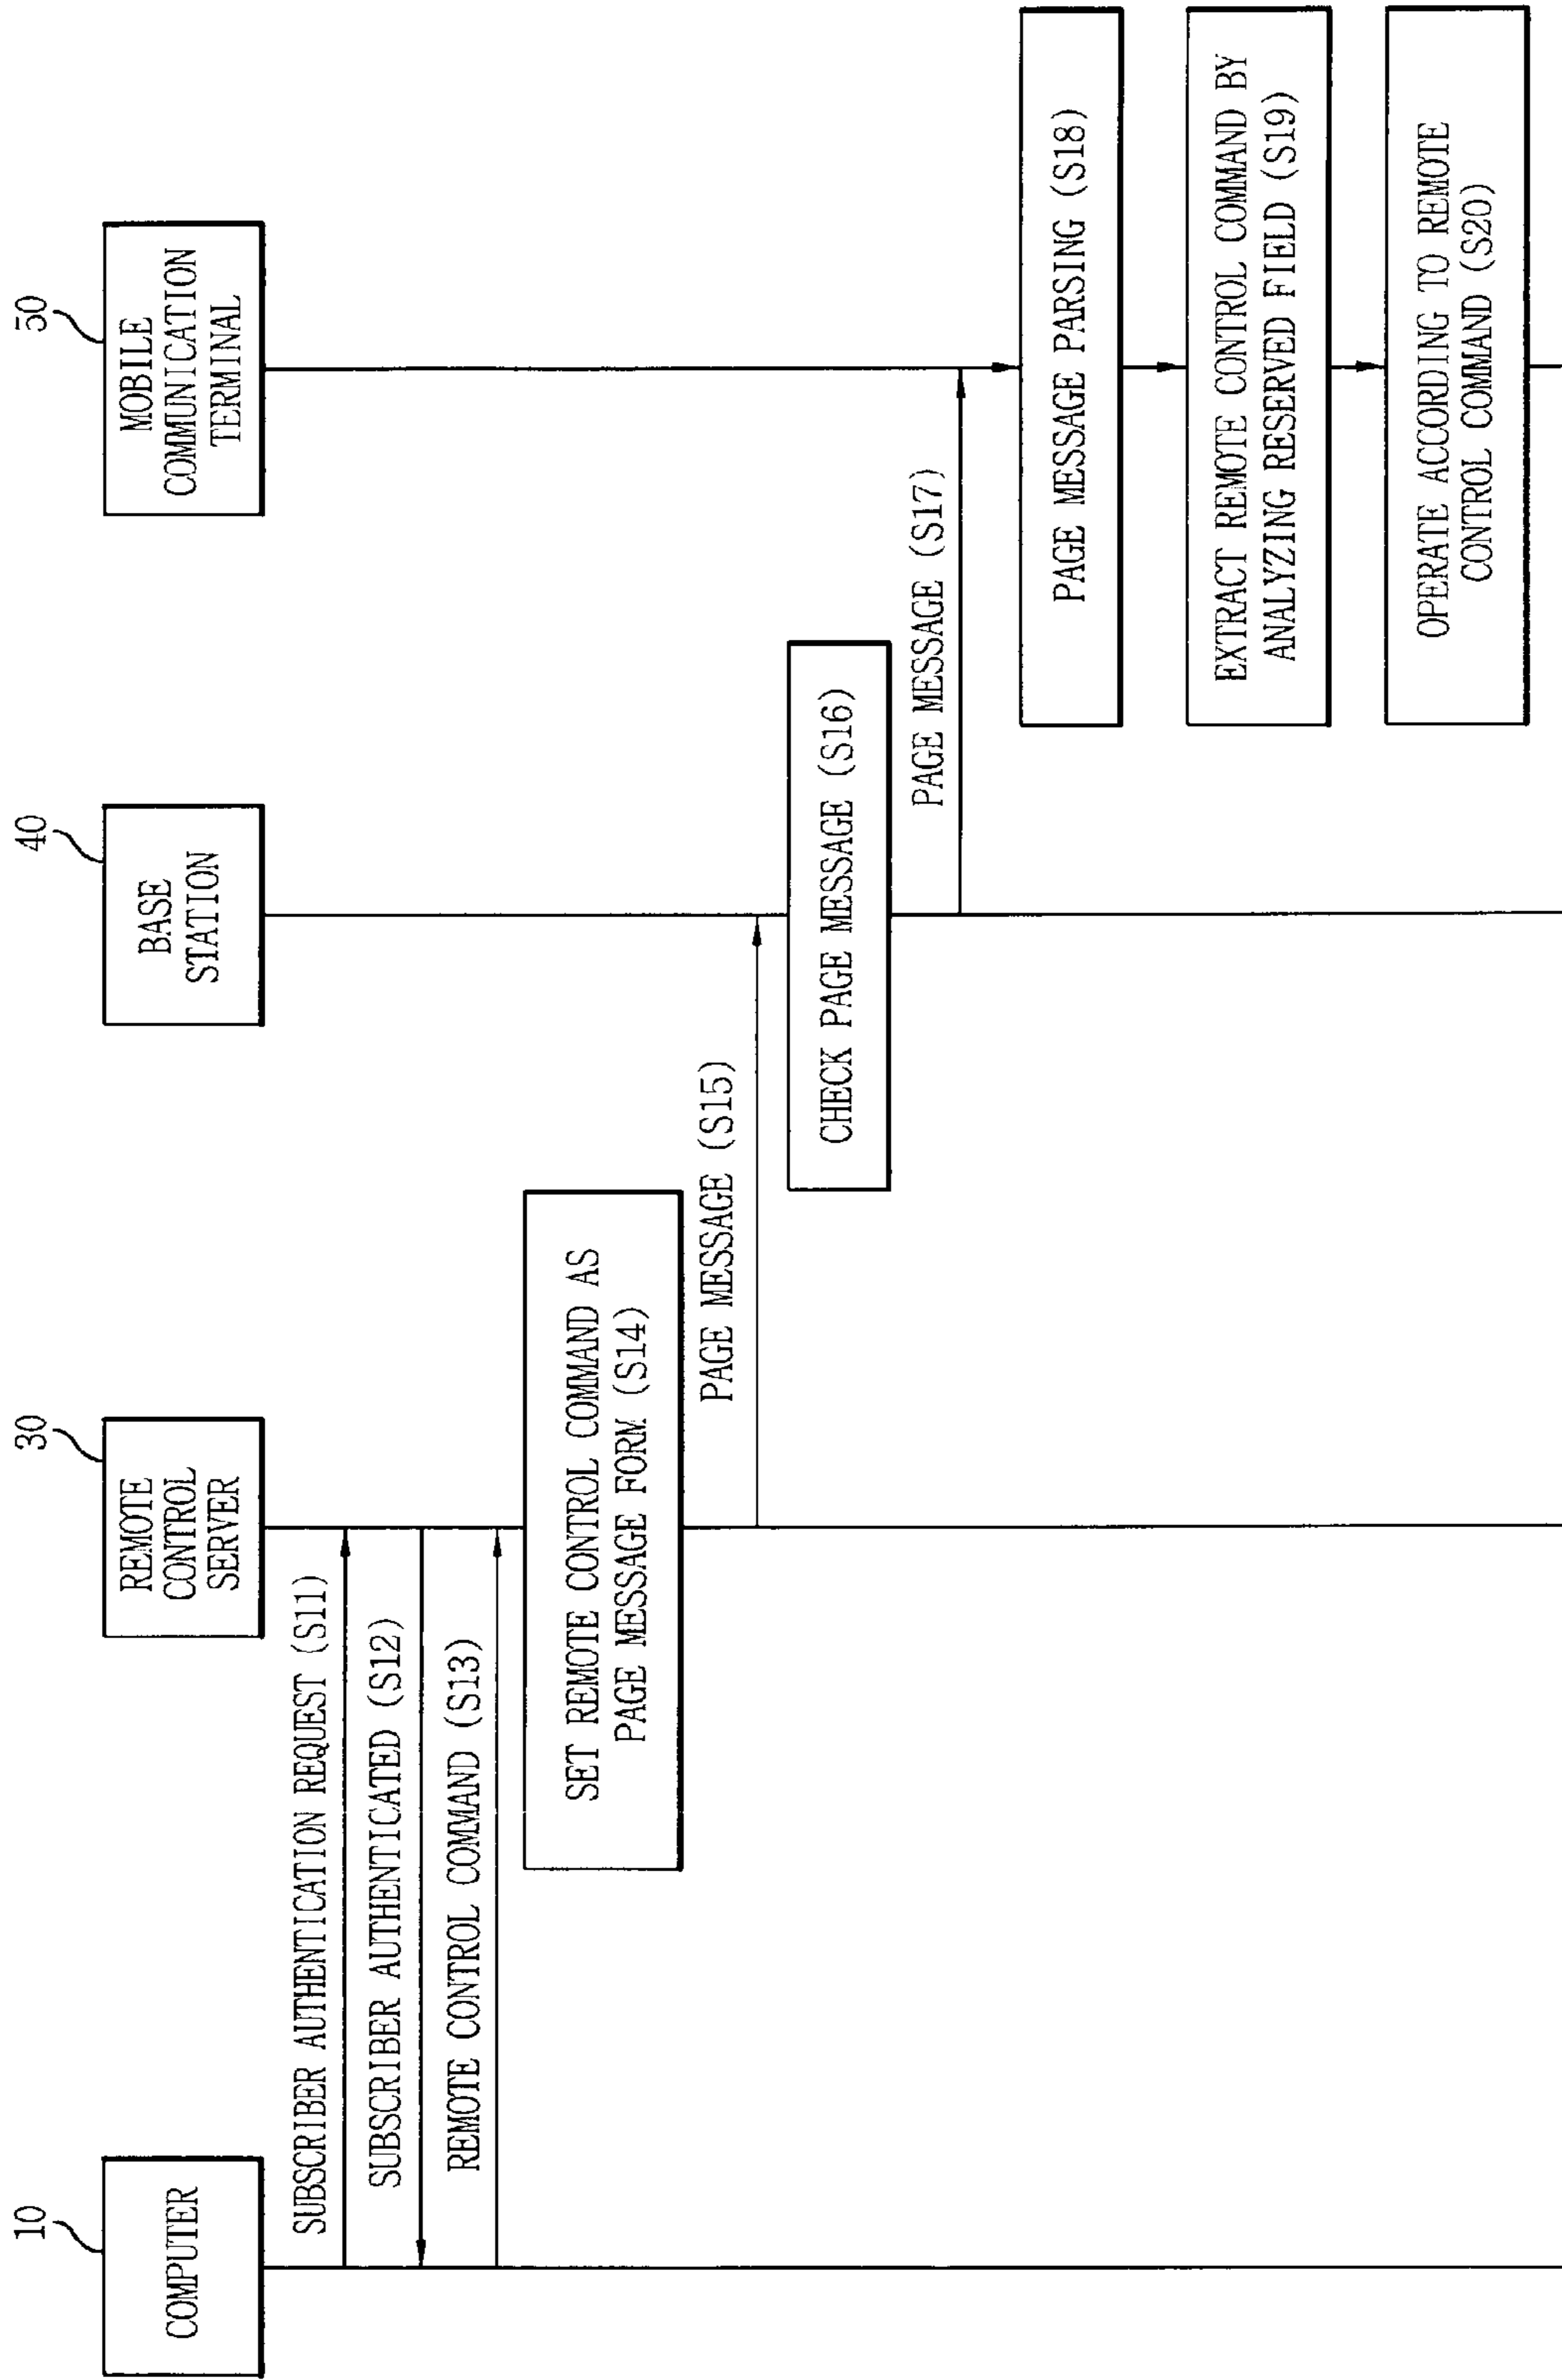 10
COMPUTER
30
REMOTE
CONTROL
SERVER
40
BASE
STATION
50
MOBILE
COMMUNICATION
TERMINAL
SUBSCRIBER AUTHENTICATION REQUEST (S11)
SUBSCRIBER AUTHENTICATED (S12)
REMOTE CONTROL COMMAND (S13)
SET REMOTE CONTROL COMMAND AS
PAGE MESSAGE FORM (S14)
PAGE MESSAGE (S15)
CHECK PAGE MESSAGE (S16)
PAGE MESSAGE (S17)
PAGE MESSAGE PARSING (S18)
EXTRACT REMOTE CONTROL COMMAND BY
ANALYZING RESERVED FIELD (S19)
OPERATE ACCORDING TO REMOTE
CONTROL COMMAND (S20)